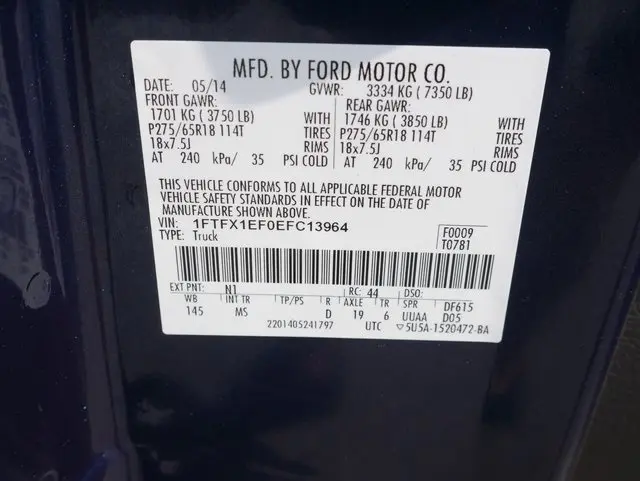 MFD. BY FORD MOTOR CO.
DATE: 05/14 GVWR: 3334 KG ( 7350 LB)
FRONT GAWR: REAR GAWR:
1701 KG ( 3750 LB) WITH 1746 KG ( 3850 LB) WITH
P275/65R18 114T TIRES P275/65R18 114T TIRES
18x7.5J RIMS 18x7.5J RIMS
AT 240 kPa/ 35 PSI COLD AT 240 kPa/ 35 PSI COLD
THIS VEHICLE CONFORMS TO ALL APPLICABLE FEDERAL MOTOR
VEHICLE SAFETY STANDARDS IN EFFECT ON THE DATE OF
MANUFACTURE SHOWN ABOVE.
VIN: 1FTFX1EF0EFC13964 F0009
TYPE: Truck T0781
EXT PNT: N1 RC: 44 DSO:
WB INT TR TP/PS R AXLE TR SPR DF615
145 MS D 19 6 UUAA D05
2201405241797 UTC 5U5A-1520472-BA